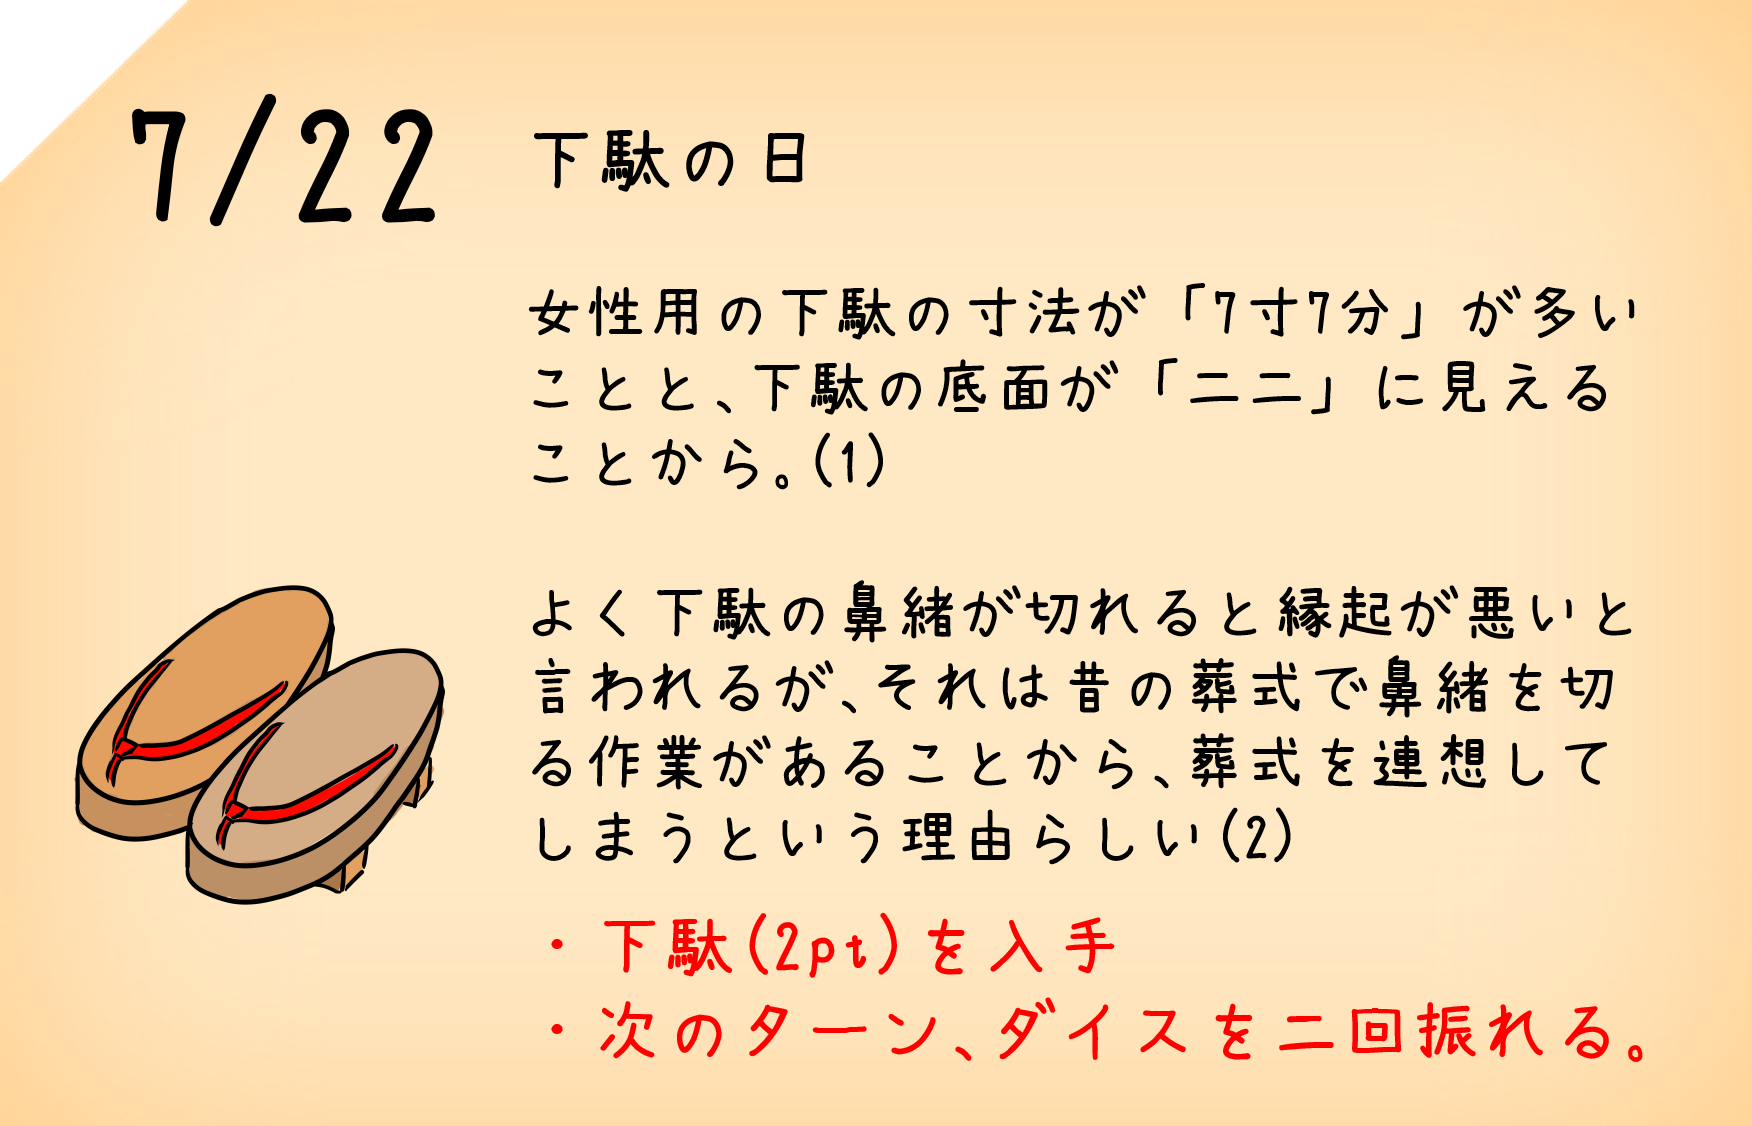 7/22
下駄の日
女性用の下駄の寸法が「7寸7分」が多い
ことと、下駄の底面が「二二」に見える
ことから。(1)
よく下駄の鼻緒が切れると縁起が悪いと
言われるが、それは昔の葬式で鼻緒を切
る作業があることから、葬式を連想して
しまうという理由らしい(2)
・下駄(2pt)を入手
・次のターン、ダイスを二回振れる。